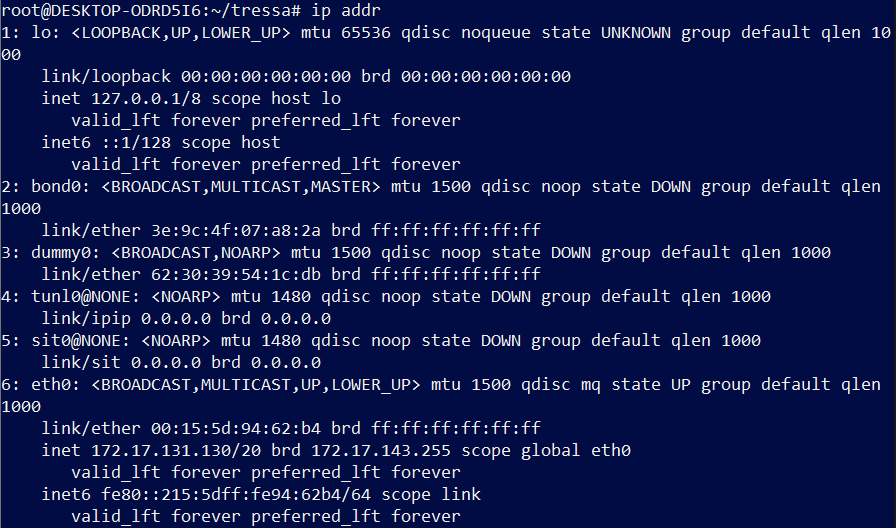 root@DESKTOP-ODRD5I6:~/tressa# ip addr
1: lo: <LOOPBACK,UP,LOWER_UP> mtu 65536 qdisc noqueue state UNKNOWN group default qlen 10
00
    link/loopback 00:00:00:00:00:00 brd 00:00:00:00:00:00
    inet 127.0.0.1/8 scope host lo
       valid_lft forever preferred_lft forever
    inet6 ::1/128 scope host
       valid_lft forever preferred_lft forever
2: bond0: <BROADCAST,MULTICAST,MASTER> mtu 1500 qdisc noop state DOWN group default qlen
1000
    link/ether 3e:9c:4f:07:a8:2a brd ff:ff:ff:ff:ff:ff
3: dummy0: <BROADCAST,NOARP> mtu 1500 qdisc noop state DOWN group default qlen 1000
    link/ether 62:30:39:54:1c:db brd ff:ff:ff:ff:ff:ff
4: tunl0@NONE: <NOARP> mtu 1480 qdisc noop state DOWN group default qlen 1000
    link/ipip 0.0.0.0 brd 0.0.0.0
5: sit0@NONE: <NOARP> mtu 1480 qdisc noop state DOWN group default qlen 1000
    link/sit 0.0.0.0 brd 0.0.0.0
6: eth0: <BROADCAST,MULTICAST,UP,LOWER_UP> mtu 1500 qdisc mq state UP group default qlen
1000
    link/ether 00:15:5d:94:62:b4 brd ff:ff:ff:ff:ff:ff
    inet 172.17.131.130/20 brd 172.17.143.255 scope global eth0
       valid_lft forever preferred_lft forever
    inet6 fe80::215:5dff:fe94:62b4/64 scope link
       valid_lft forever preferred_lft forever